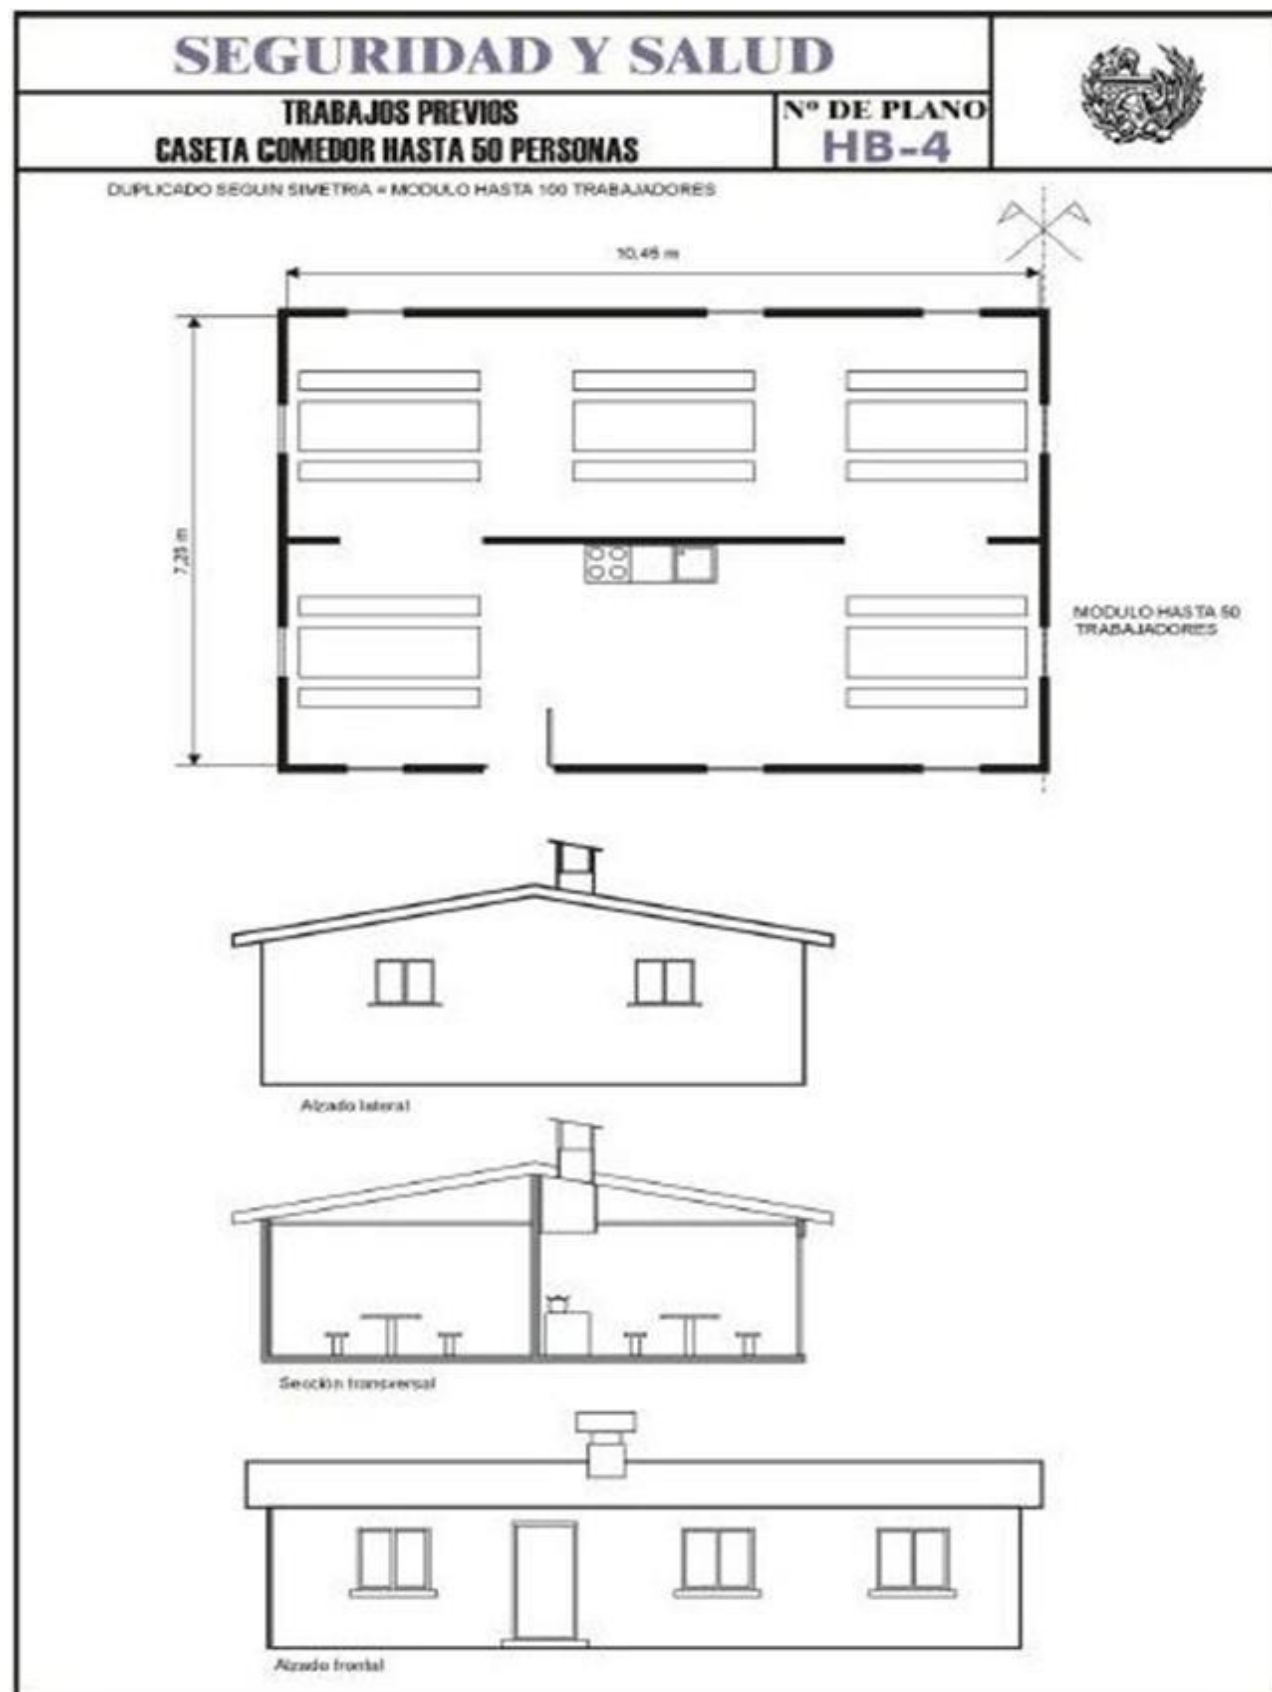 SEGURIDAD Y SALUD
TRABAJOS PREVIOS
CASETA COMEDOR HASTA 50 PERSONAS
Nº DE PLANO
HB-4
DUPLICADO SEGUN SIMETRIA = MODULO HASTA 100 TRABAJADORES
10,45 m
7,25 m
MODULO HASTA 50
TRABAJADORES
Alzado lateral
Sección transversal
Alzado frontal